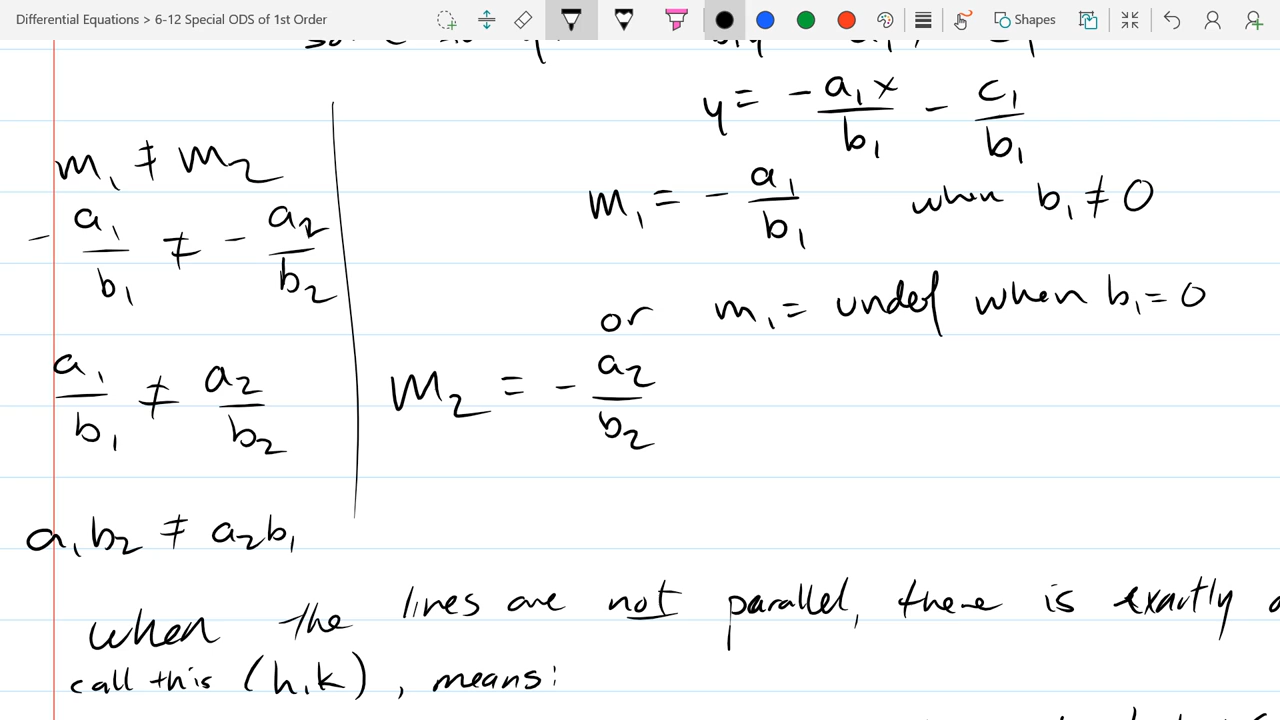 Differential Equations > 6-12 Special ODS of 1st Order
Shapes
y = - a₁x/b₁ - c₁/b₁
m₁ ≠ m₂
m₁ = - a₁/b₁ when b₁ ≠ 0
- a₁/b₁ ≠ - a₂/b₂
or m₁ = undef when b₁ = 0
a₁/b₁ ≠ a₂/b₂
m₂ = - a₂/b₂
a₁b₂ ≠ a₂b₁
when the lines are not parallel, there is exactly
call this (h,k), means: